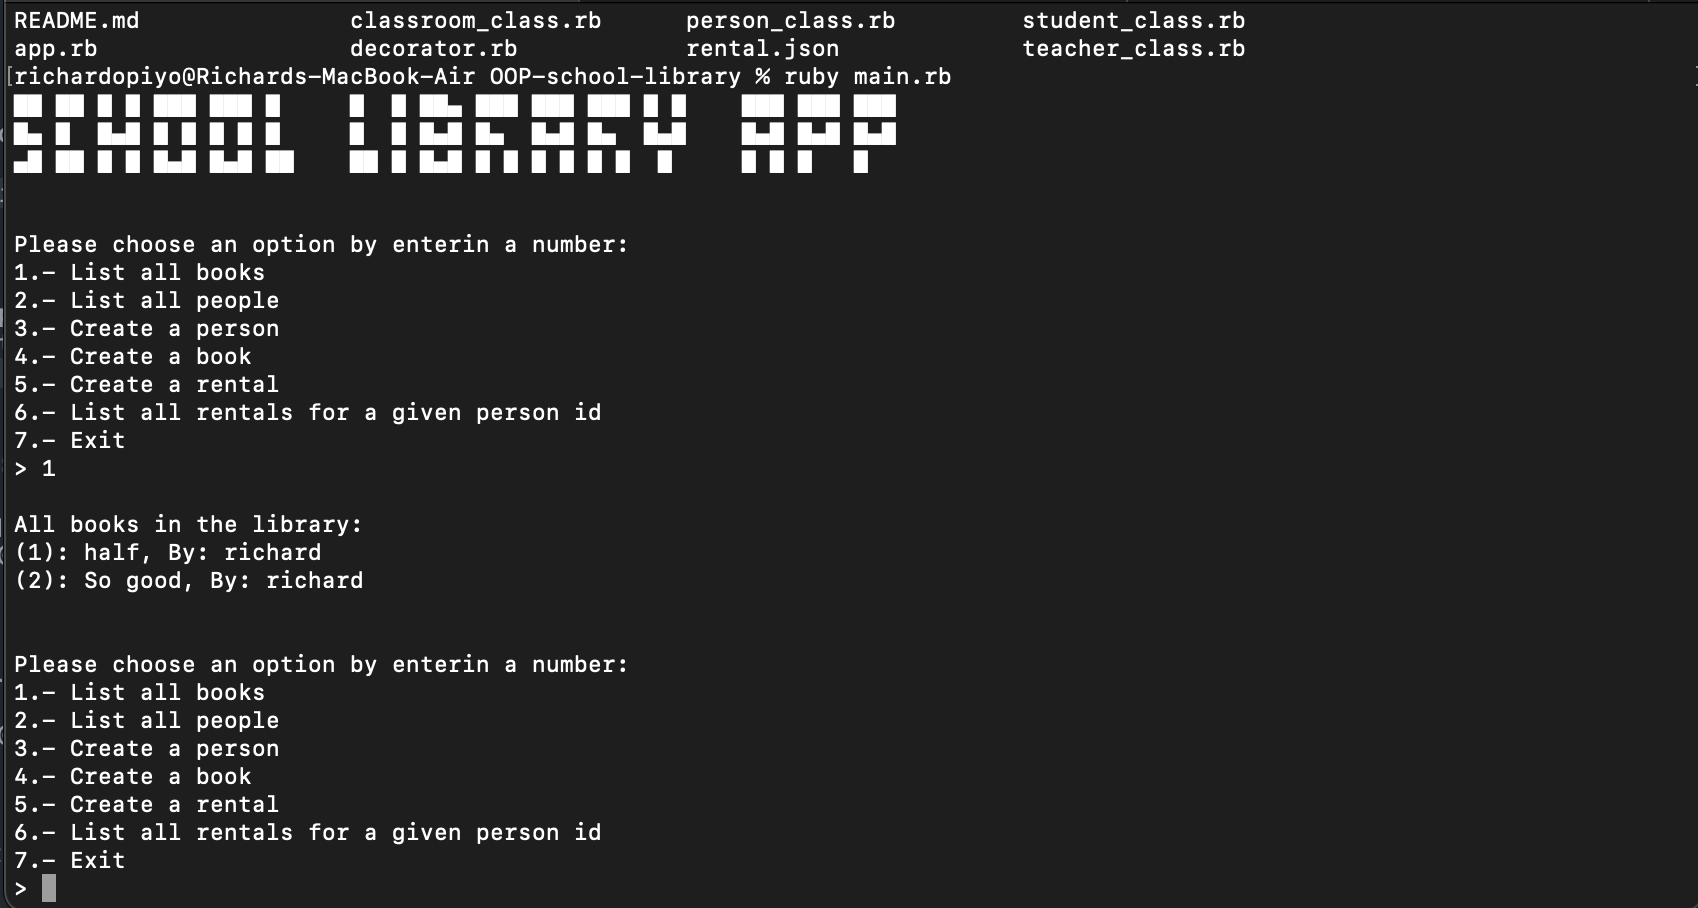 README.md classroom_class.rb person_class.rb student_class.rb
app.rb decorator.rb rental.json teacher_class.rb
[richardopiyo@Richards-MacBook-Air OOP-school-library % ruby main.rb
SCHOOL LIBRARY APP
Please choose an option by enterin a number:
1.- List all books
2.- List all people
3.- Create a person
4.- Create a book
5.- Create a rental
6.- List all rentals for a given person id
7.- Exit
> 1
All books in the library:
(1): half, By: richard
(2): So good, By: richard
Please choose an option by enterin a number:
1.- List all books
2.- List all people
3.- Create a person
4.- Create a book
5.- Create a rental
6.- List all rentals for a given person id
7.- Exit
>